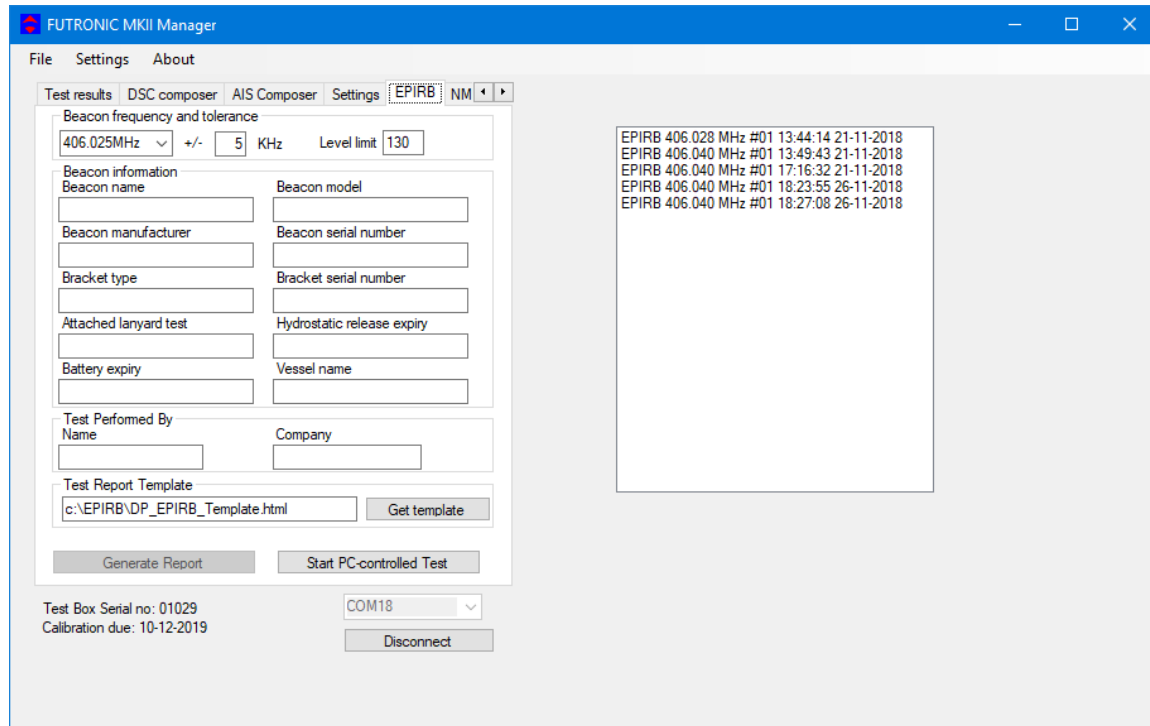 FUTRONIC MKII Manager
File Settings About
Test results DSC composer AIS Composer Settings EPIRB NM
Beacon frequency and tolerance
406.025MHz +/- 5 KHz Level limit 130
Beacon information
Beacon name Beacon model
Beacon manufacturer Beacon serial number
Bracket type Bracket serial number
Attached lanyard test Hydrostatic release expiry
Battery expiry Vessel name
Test Performed By
Name Company
Test Report Template
c:\EPIRB\DP_EPIRB_Template.html Get template
Generate Report Start PC-controlled Test
Test Box Serial no: 01029 COM18
Calibration due: 10-12-2019
Disconnect
EPIRB 406.028 MHz #01 13:44:14 21-11-2018
EPIRB 406.040 MHz #01 13:49:43 21-11-2018
EPIRB 406.040 MHz #01 17:16:32 21-11-2018
EPIRB 406.040 MHz #01 18:23:55 26-11-2018
EPIRB 406.040 MHz #01 18:27:08 26-11-2018